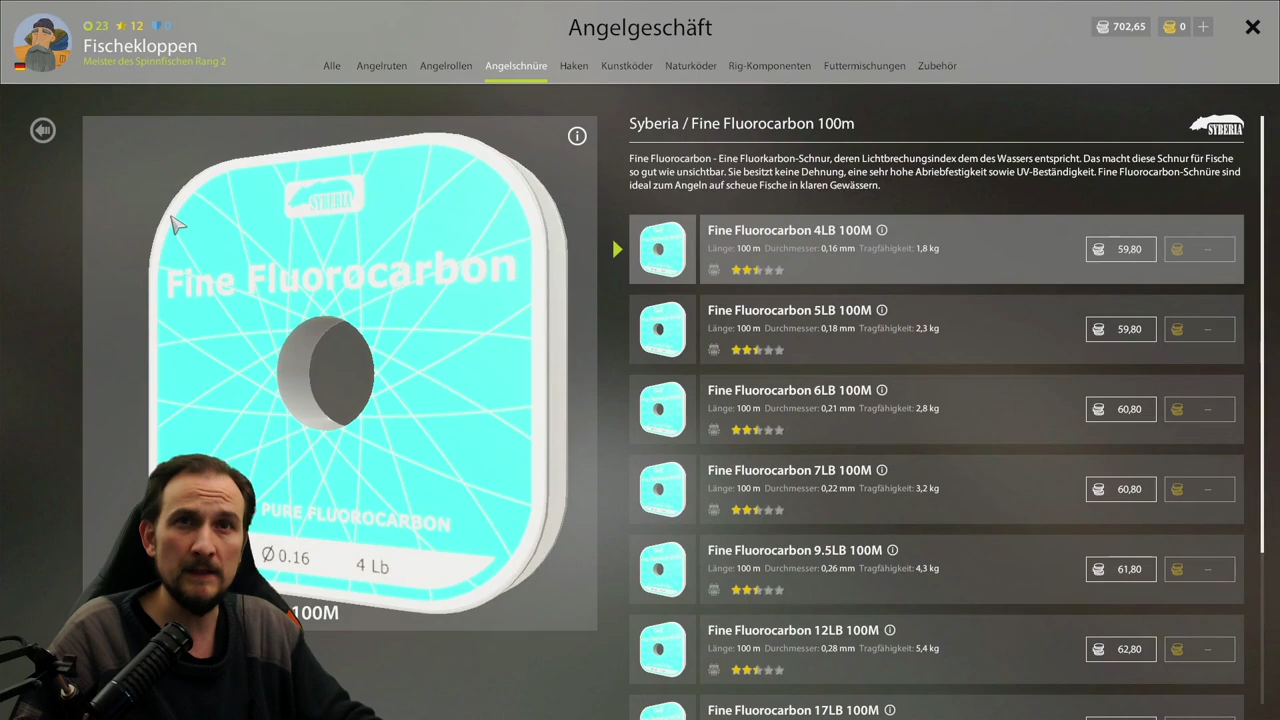 23 12 0
Fischekloppen
Meister des Spinnfischen Rang 2
Angelgeschäft
702,65 0
Alle Angelruten Angelrollen Angelschnüre Haken Kunstköder Naturköder Rig-Komponenten Futtermischungen Zubehör
SYBERIA
Fine Fluorocarbon
PURE FLUOROCARBON
Ø 0.16 4 Lb
100M
Syberia / Fine Fluorocarbon 100m
SYBERIA
Fine Fluorocarbon - Eine Fluorkarbon-Schnur, deren Lichtbrechungsindex dem des Wassers entspricht. Das macht diese Schnur für Fische
so gut wie unsichtbar. Sie besitzt keine Dehnung, eine sehr hohe Abriebfestigkeit sowie UV-Beständigkeit. Fine Fluorocarbon-Schnüre sind
ideal zum Angeln auf scheue Fische in klaren Gewässern.
Fine Fluorocarbon 4LB 100M
Länge: 100 m Durchmesser: 0,16 mm Tragfähigkeit: 1,8 kg
59,80 --
Fine Fluorocarbon 5LB 100M
Länge: 100 m Durchmesser: 0,18 mm Tragfähigkeit: 2,3 kg
59,80 --
Fine Fluorocarbon 6LB 100M
Länge: 100 m Durchmesser: 0,21 mm Tragfähigkeit: 2,8 kg
60,80 --
Fine Fluorocarbon 7LB 100M
Länge: 100 m Durchmesser: 0,22 mm Tragfähigkeit: 3,2 kg
60,80 --
Fine Fluorocarbon 9.5LB 100M
Länge: 100 m Durchmesser: 0,26 mm Tragfähigkeit: 4,3 kg
61,80 --
Fine Fluorocarbon 12LB 100M
Länge: 100 m Durchmesser: 0,28 mm Tragfähigkeit: 5,4 kg
62,80 --
Fine Fluorocarbon 17LB 100M